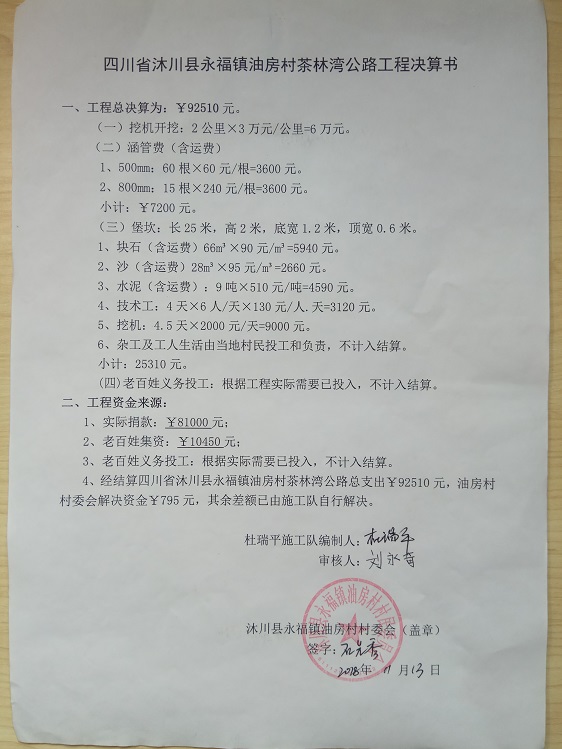 四川省沐川县永福镇油房村茶林湾公路工程决算书
一、工程总决算为：￥92510元。
（一）挖机开挖：2公里×3万元/公里=6万元。
（二）涵管费（含运费）
1、500mm：60根×60元/根=3600元。
2、800mm：15根×240元/根=3600元。
小计：￥7200元。
（三）堡坎：长25米，高2米，底宽1.2米，顶宽0.6米。
1、块石（含运费）66m³×90元/m³=5940元。
2、沙（含运费）28m³×95元/m³=2660元。
3、水泥（含运费）：9吨×510元/吨=4590元。
4、技术工：4天×6人/天×130元/人.天=3120元。
5、挖机：4.5天×2000元/天=9000元。
6、杂工及工人生活由当地村民投工和负责，不计入结算。
小计：25310元。
(四)老百姓义务投工：根据工程实际需要已投入，不计入结算。
二、工程资金来源：
1、实际捐款：￥81000元；
2、老百姓集资：￥10450元；
3、老百姓义务投工：根据工程实际需要已投入，不计入结算。
4、经结算四川省沐川县永福镇油房村茶林湾公路总支出￥92510元，油房村
村委会解决资金￥795元，其余差额已由施工队自行解决。
杜瑞平施工队编制人：杜瑞平
审核人：刘永奇
沐川县永福镇油房村村委会（盖章）
签字：
2018年 11月13日